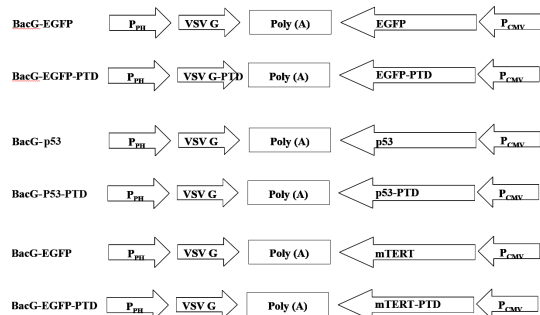 BacG-EGFP P_PH VSV G Poly (A) EGFP P_CMV
BacG-EGFP-PTD P_PH VSV G-PTD Poly (A) EGFP-PTD P_CMV
BacG-p53 P_PH VSV G Poly (A) p53 P_CMV
BacG-P53-PTD P_PH VSV G Poly (A) p53-PTD P_CMV
BacG-EGFP P_PH VSV G Poly (A) mTERT P_CMV
BacG-EGFP-PTD P_PH VSV G Poly (A) mTERT-PTD P_CMV